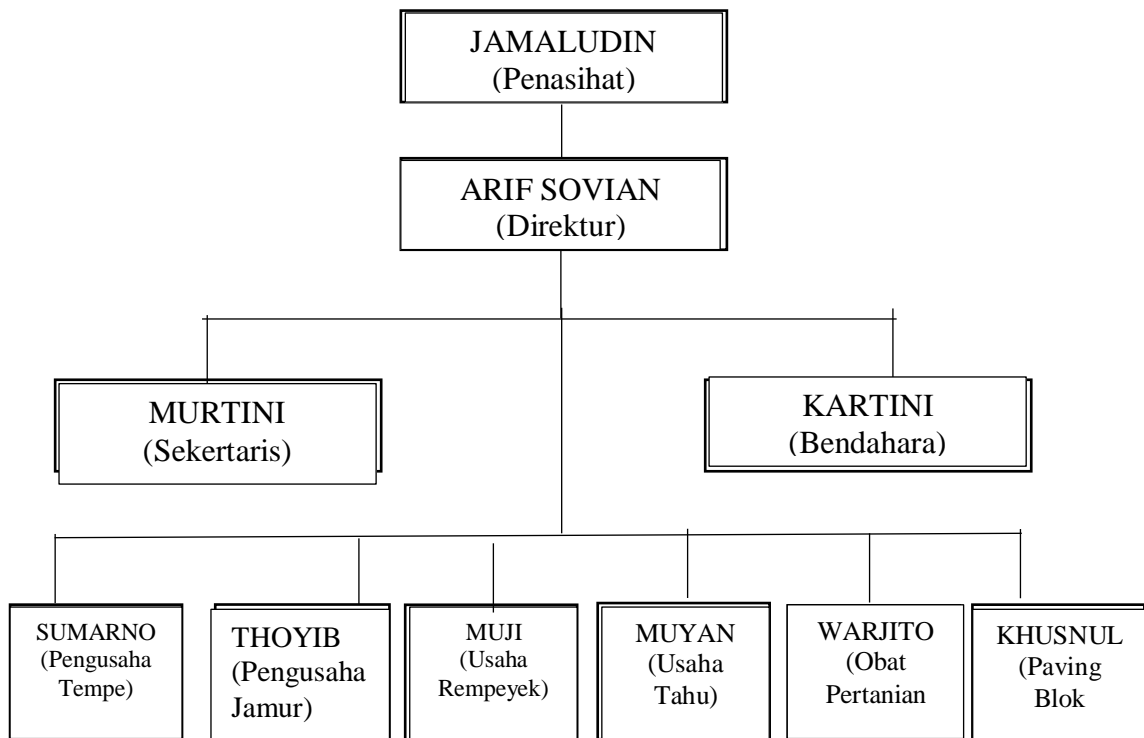 JAMALUDIN
(Penasihat)
ARIF SOVIAN
(Direktur)
MURTINI
(Sekertaris)
KARTINI
(Bendahara)
SUMARNO
(Pengusaha
Tempe)
THOYIB
(Pengusaha
Jamur)
MUJI
(Usaha
Rempeyek)
MUYAN
(Usaha
Tahu)
WARJITO
(Obat
Pertanian
KHUSNUL
(Paving
Blok